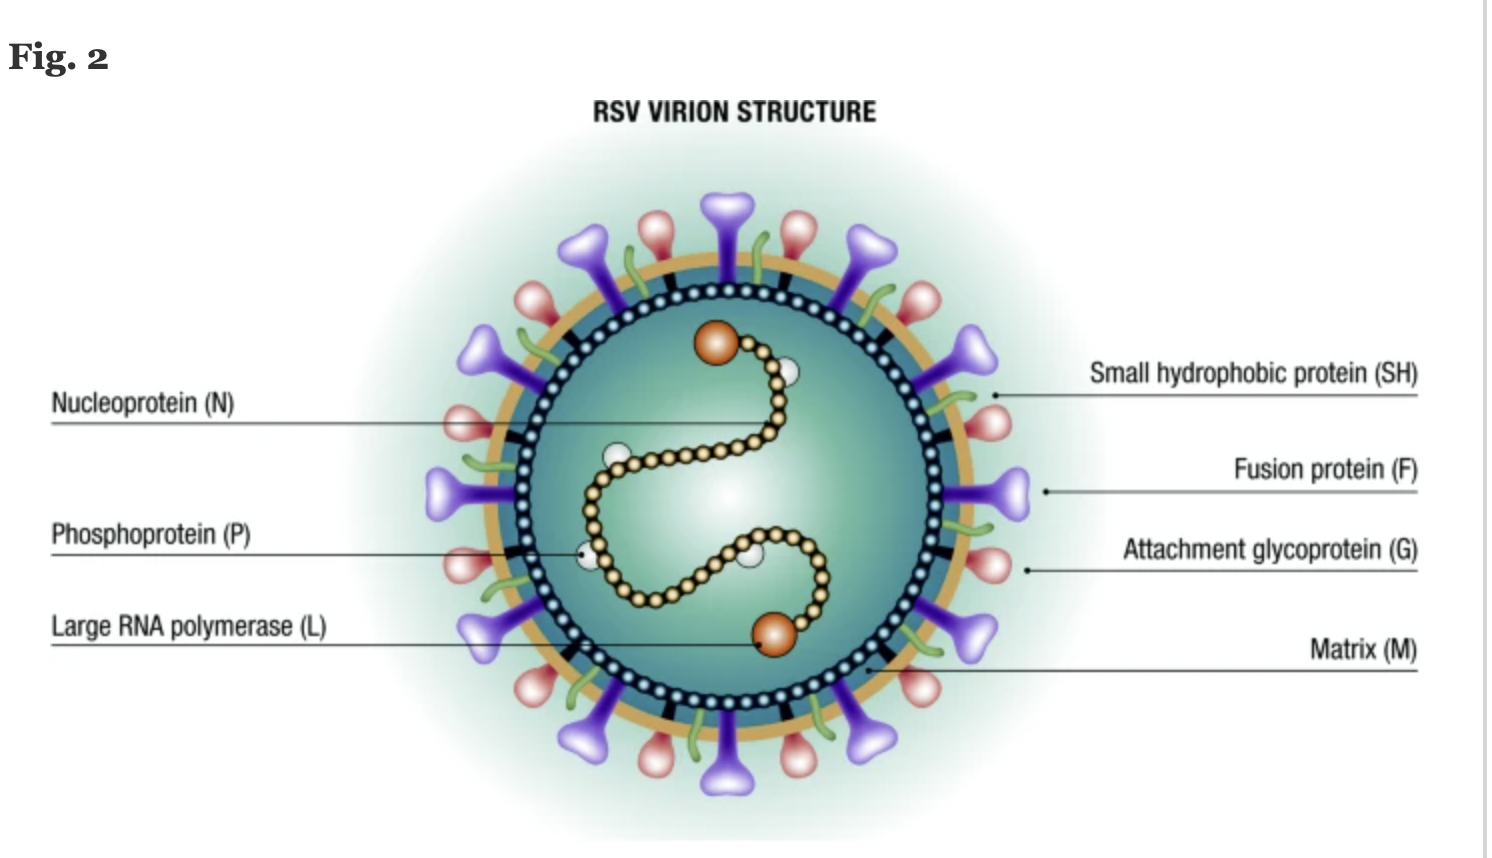 Fig. 2
RSV VIRION STRUCTURE
Nucleoprotein (N)
Phosphoprotein (P)
Large RNA polymerase (L)
Small hydrophobic protein (SH)
Fusion protein (F)
Attachment glycoprotein (G)
Matrix (M)